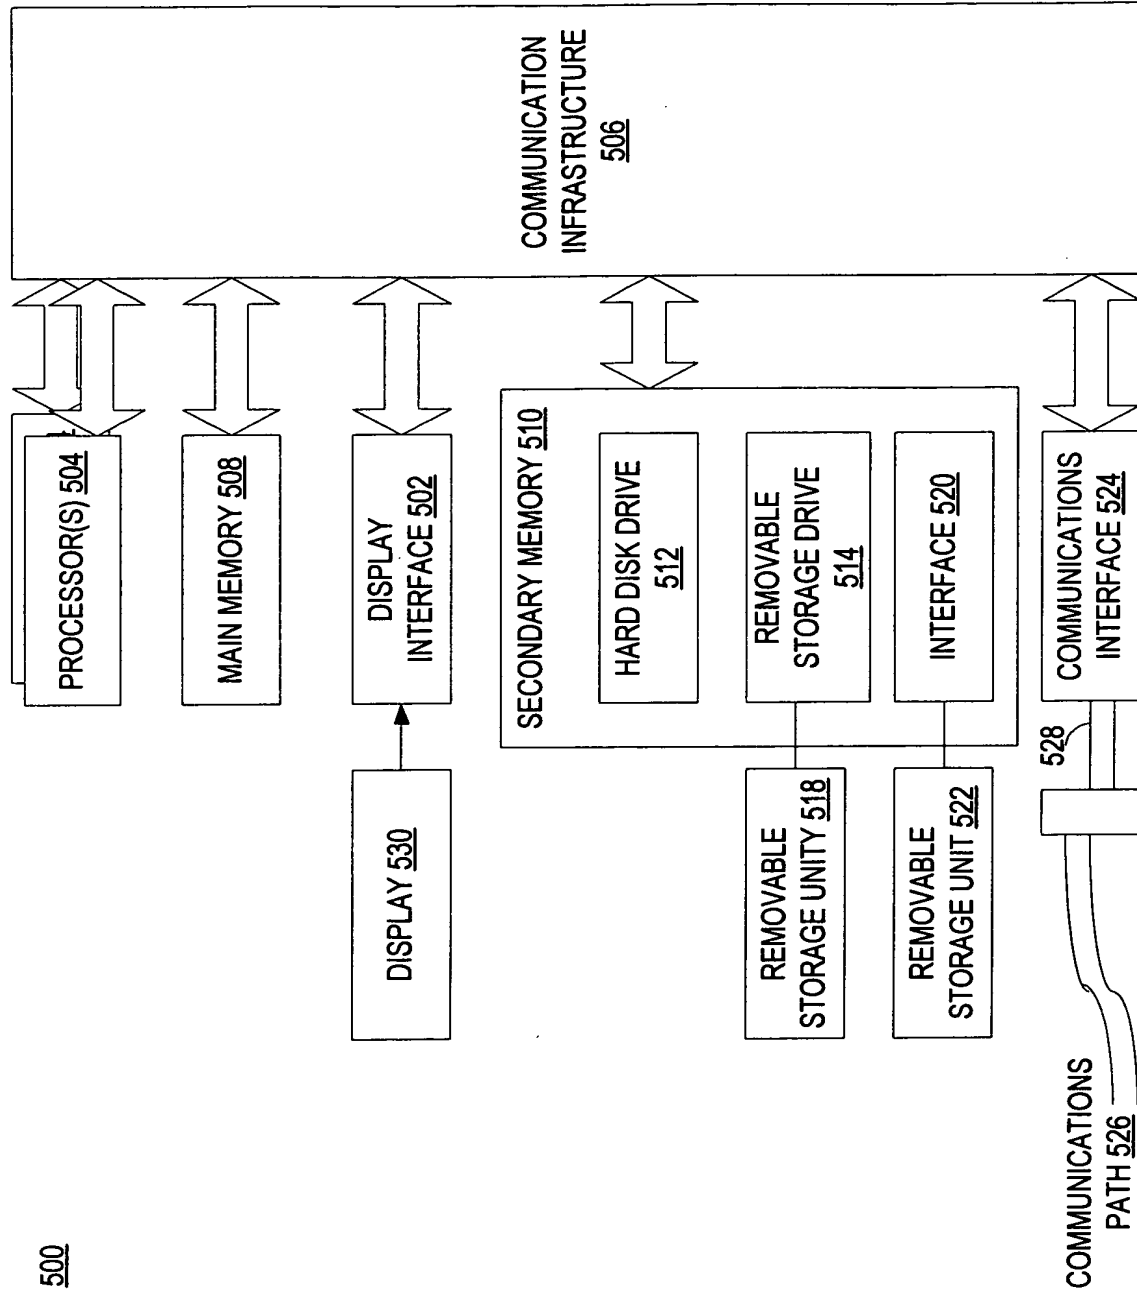 500
PROCESSOR(S) 504
MAIN MEMORY 508
DISPLAY 530
DISPLAY
INTERFACE 502
COMMUNICATION
INFRASTRUCTURE
506
SECONDARY MEMORY 510
HARD DISK DRIVE
512
REMOVABLE
STORAGE UNITY 518
REMOVABLE
STORAGE DRIVE
514
REMOVABLE
STORAGE UNIT 522
INTERFACE 520
COMMUNICATIONS
PATH 526
528
COMMUNICATIONS
INTERFACE 524